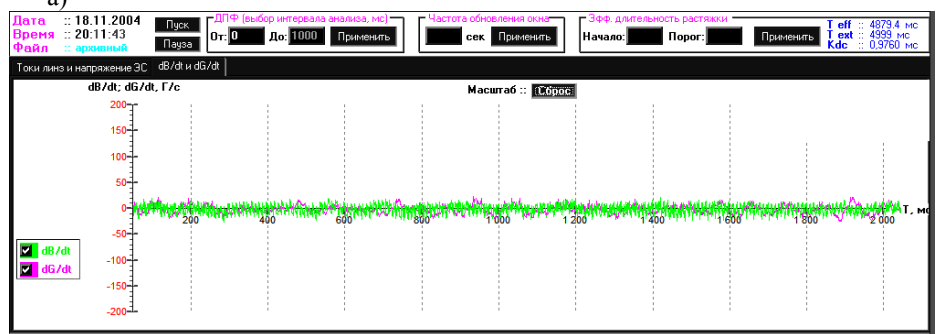 а)
Дата :: 18.11.2004 Пуск ДПФ (выбор интервала анализа, мс) Частота обновления окна Эфф. длительность растяжки T eff :: 4879.4 мс
Время :: 20:11:43 От: 0 До: 1000 Применить сек Применить Начало: Порог: Применить T ext :: 4999 мс
Файл :: архивный Пауза Kdc :: 0,9760 мс
Токи линз и напряжение ЭС dB/dt и dG/dt
dB/dt; dG/dt, Г/с Масштаб :: Сброс
200
150
100
50
0
200 400 600 800 1 000 1 200 1 400 1 600 1 800 2 000 T, мс
-50
-100
-150
-200
dB/dt
dG/dt